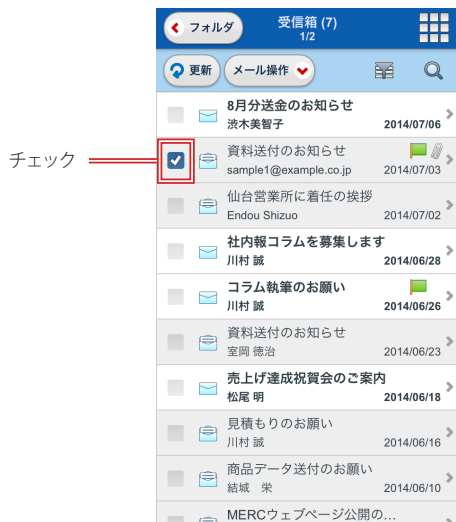 フォルダ
受信箱 (7)
1/2
更新
メール操作
8月分送金のお知らせ
渋木美智子 2014/07/06
チェック
資料送付のお知らせ
sample1@example.co.jp 2014/07/03
仙台営業所に着任の挨拶
Endou Shizuo 2014/07/02
社内報コラムを募集します
川村 誠 2014/06/28
コラム執筆のお願い
川村 誠 2014/06/26
資料送付のお知らせ
室岡 徳治 2014/06/23
売上げ達成祝賀会のご案内
松尾 明 2014/06/18
見積もりのお願い
川村 誠 2014/06/16
商品データ送付のお願い
結城　栄 2014/06/10
MERCウェブページ公開の…